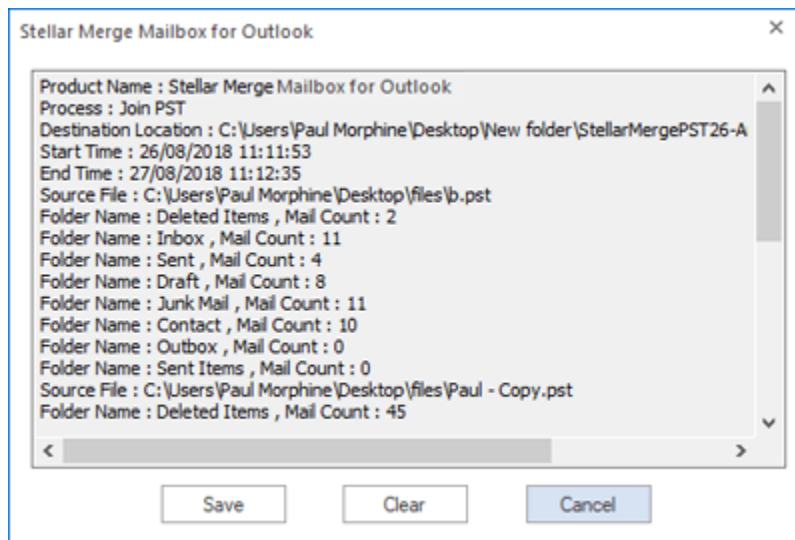 Stellar Merge Mailbox for Outlook
Product Name : Stellar Merge Mailbox for Outlook
Process : Join PST
Destination Location : C:\Users\Paul Morphine\Desktop\New folder\StellarMergePST26-A
Start Time : 26/08/2018 11:11:53
End Time : 27/08/2018 11:12:35
Source File : C:\Users\Paul Morphine\Desktop\files\b.pst
Folder Name : Deleted Items , Mail Count : 2
Folder Name : Inbox , Mail Count : 11
Folder Name : Sent , Mail Count : 4
Folder Name : Draft , Mail Count : 8
Folder Name : Junk Mail , Mail Count : 11
Folder Name : Contact , Mail Count : 10
Folder Name : Outbox , Mail Count : 0
Folder Name : Sent Items , Mail Count : 0
Source File : C:\Users\Paul Morphine\Desktop\files\Paul - Copy.pst
Folder Name : Deleted Items , Mail Count : 45
Save Clear Cancel